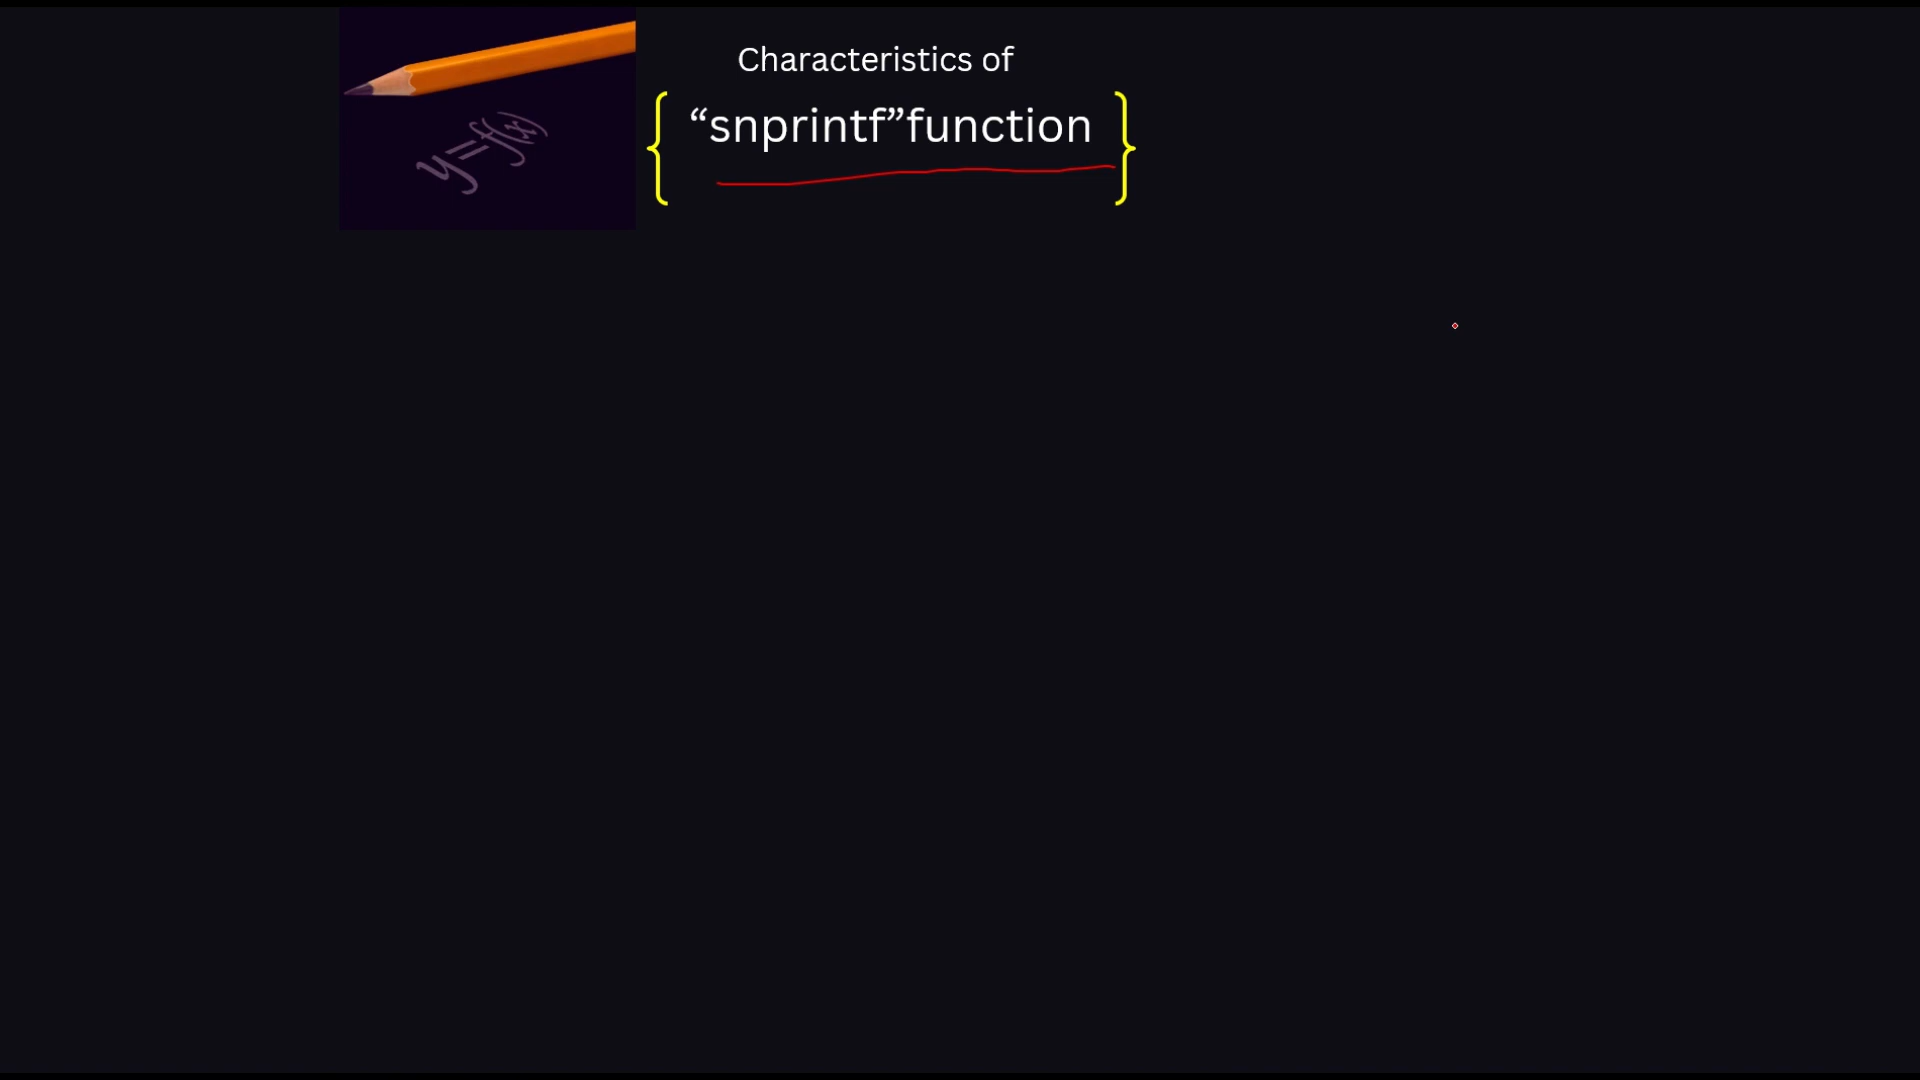 y=f(x)
Characteristics of
“snprintf”function